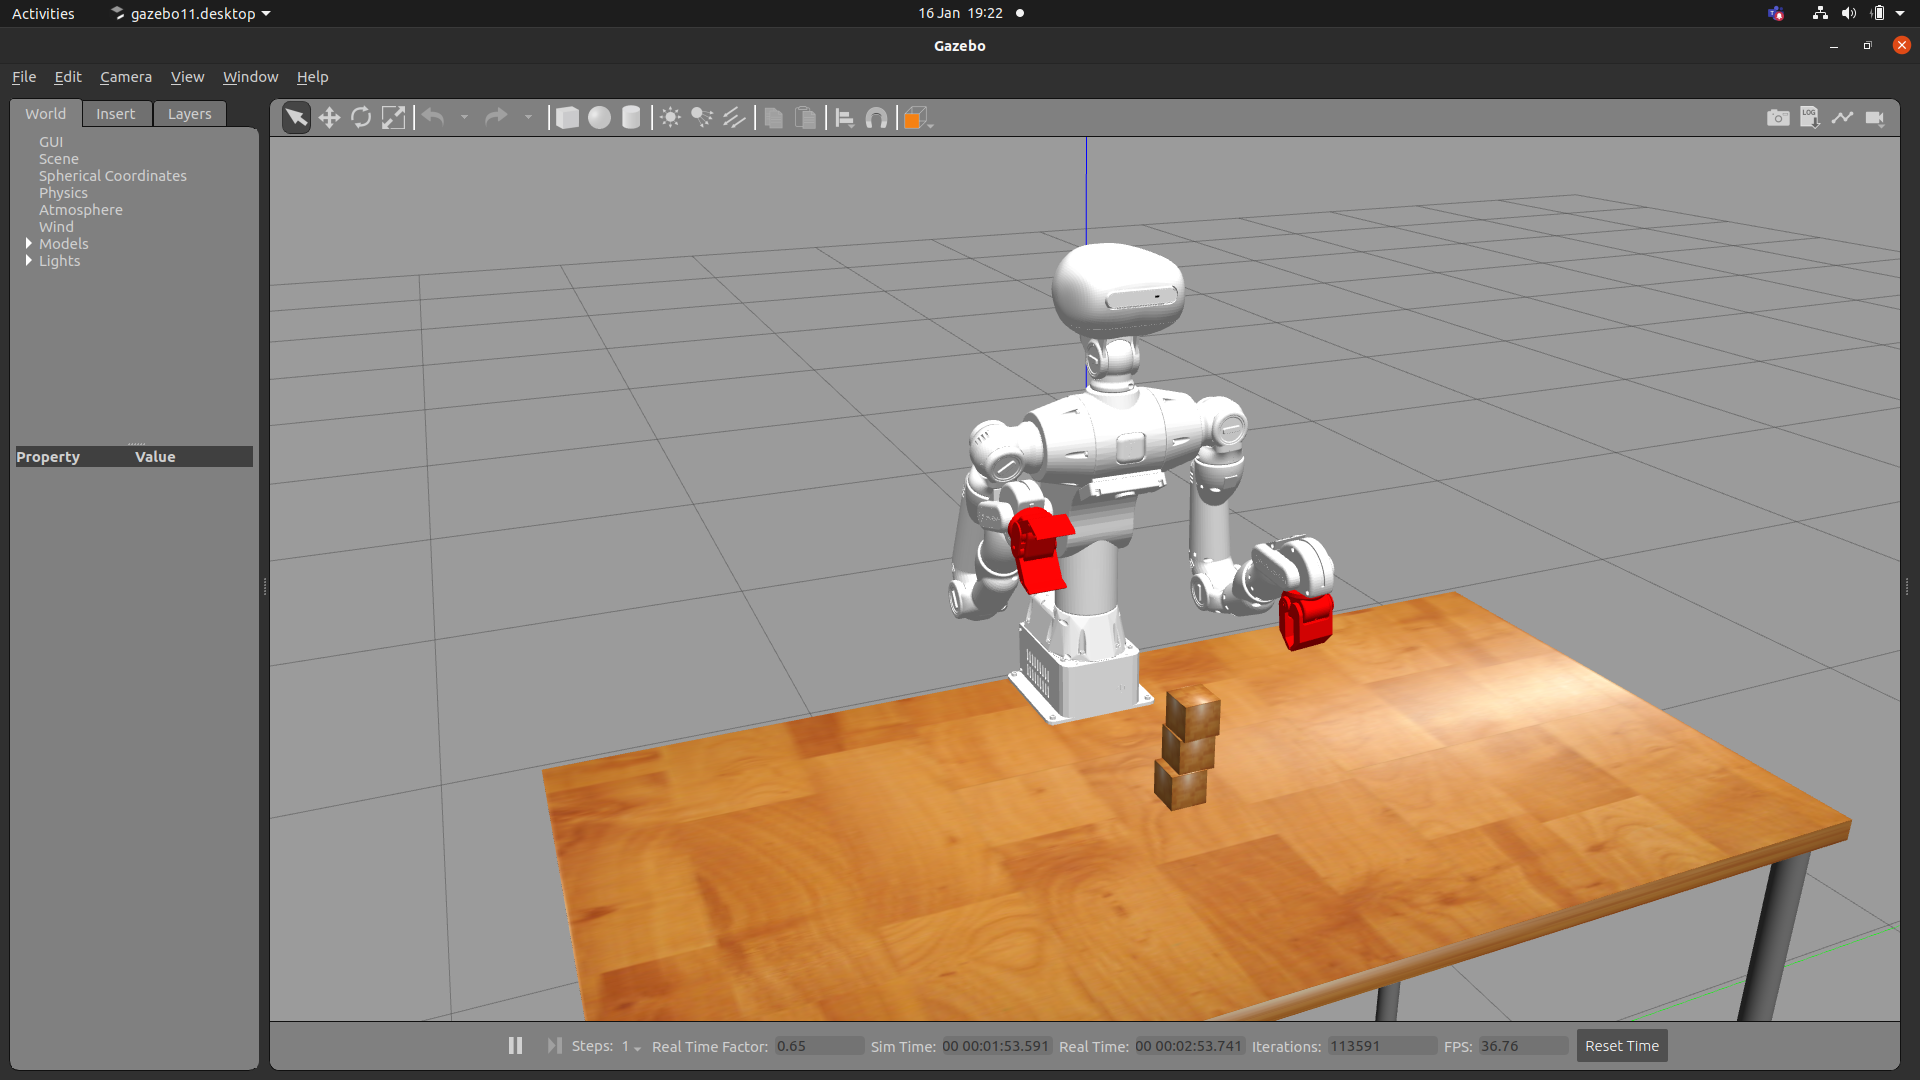 Activities gazebo11.desktop 16 Jan 19:22
Gazebo
File Edit Camera View Window Help
World Insert Layers
LOG
GUI
Scene
Spherical Coordinates
Physics
Atmosphere
Wind
Models
Lights
Property Value
Steps: 1 Real Time Factor: 0.65 Sim Time: 00 00:01:53.591 Real Time: 00 00:02:53.741 Iterations: 113591 FPS: 36.76 Reset Time